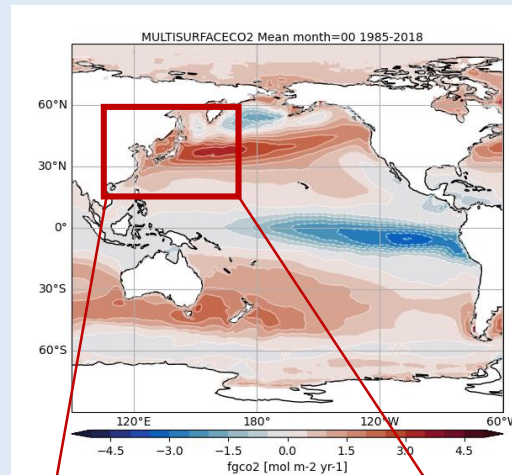 MULTISURFACECO2 Mean month=00 1985-2018
60°N
30°N
0°
30°S
60°S
120°E 180° 120°W 60°W
−4.5 −3.0 −1.5 0.0 1.5 3.0 4.5
fgco2 [mol m-2 yr-1]